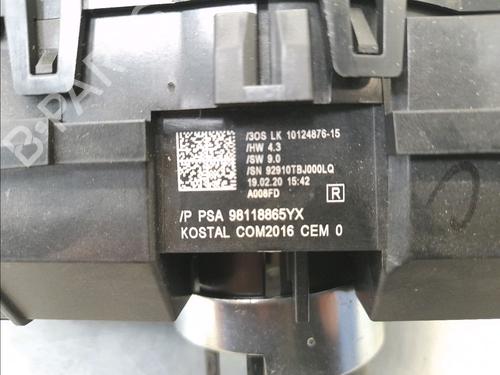 /3OS LK 10124876-15
/HW 4.3
/SW 9.0
/SN 92910TBJ000LQ
19.02.20 15:42
A008FD
R
/P PSA 98118865YX
KOSTAL COM2016 CEM 0
B-PARTS